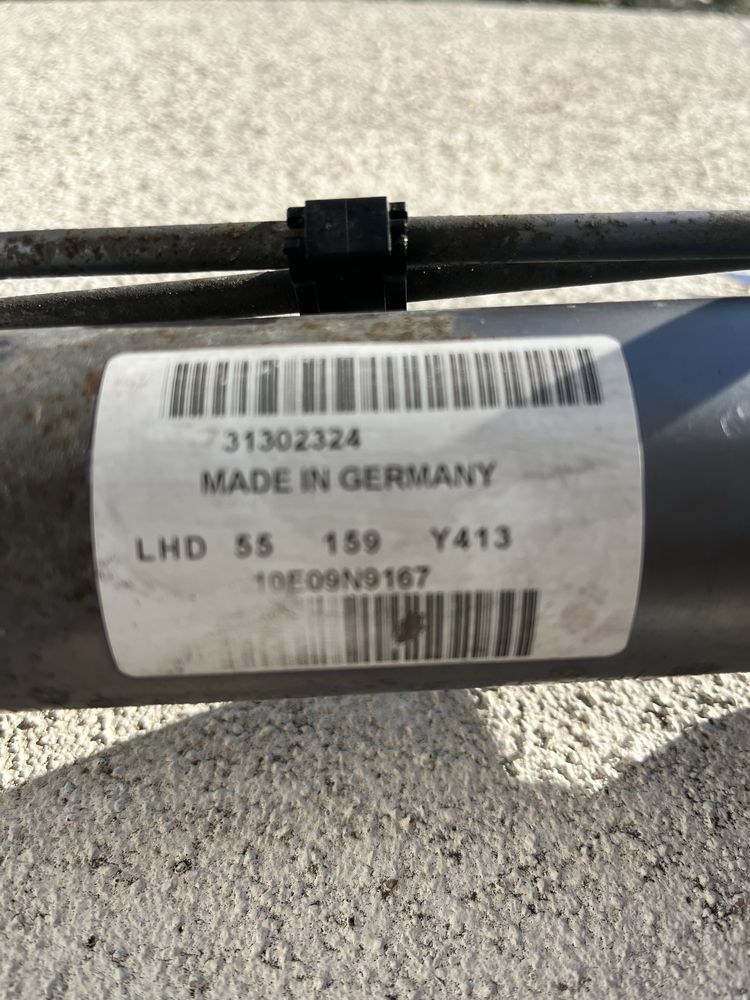 31302324
MADE IN GERMANY
LHD 55 159 Y413
10E09N9167